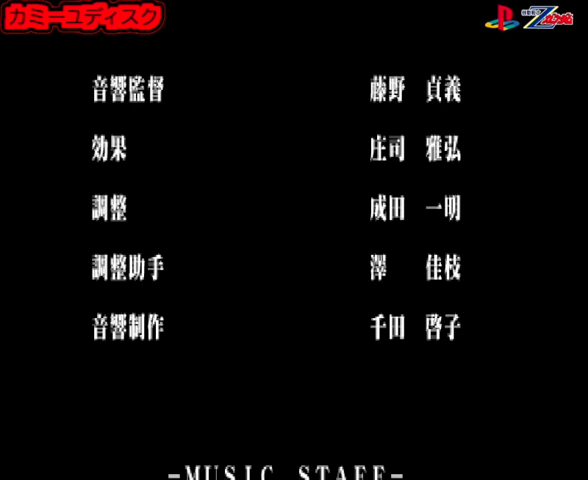 カミーユディスク
音響監督 藤野 貞義
効果 庄司 雅弘
調整 成田 一明
調整助手 澤 佳枝
音響制作 千田 啓子
-MUSIC STAFF-